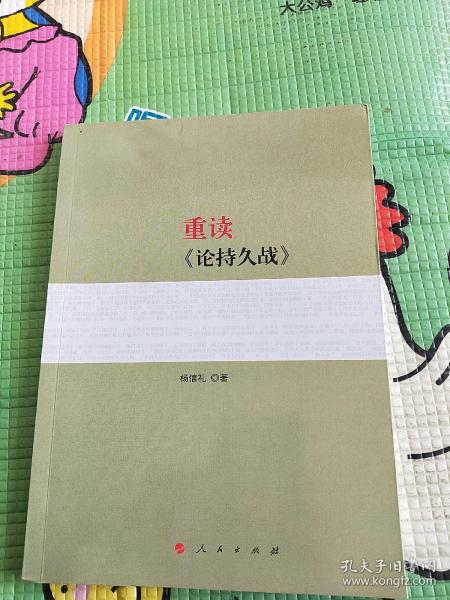 大公鸡
重读
《论持久战》
杨信礼 ◎著
人民出版社
孔夫子旧书网
www.kongfz.com